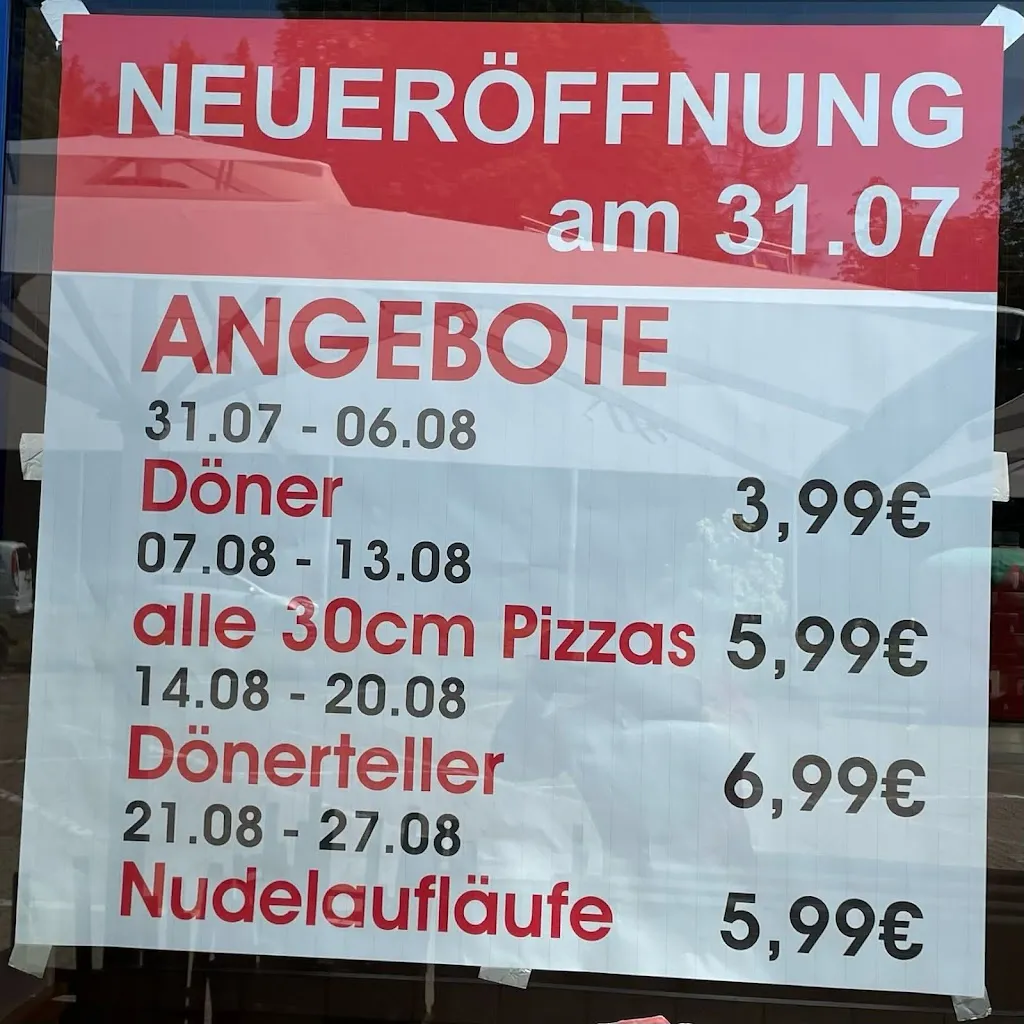 NEUERÖFFNUNG
am 31.07
ANGEBOTE
31.07 - 06.08
Döner 3,99€
07.08 - 13.08
alle 30cm Pizzas 5,99€
14.08 - 20.08
Dönerteller 6,99€
21.08 - 27.08
Nudelaufläufe 5,99€